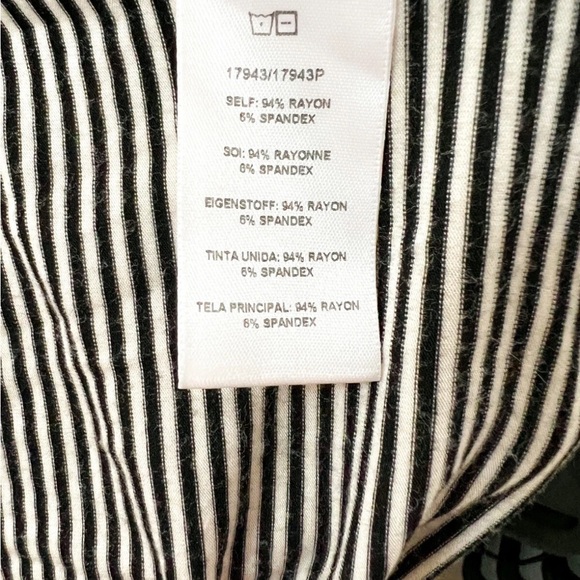 17943/17943P
SELF: 94% RAYON
6% SPANDEX
SOI: 94% RAYONNE
6% SPANDEX
EIGENSTOFF: 94% RAYON
6% SPANDEX
TINTA UNIDA: 94% RAYON
6% SPANDEX
TELA PRINCIPAL: 94% RAYON
6% SPANDEX